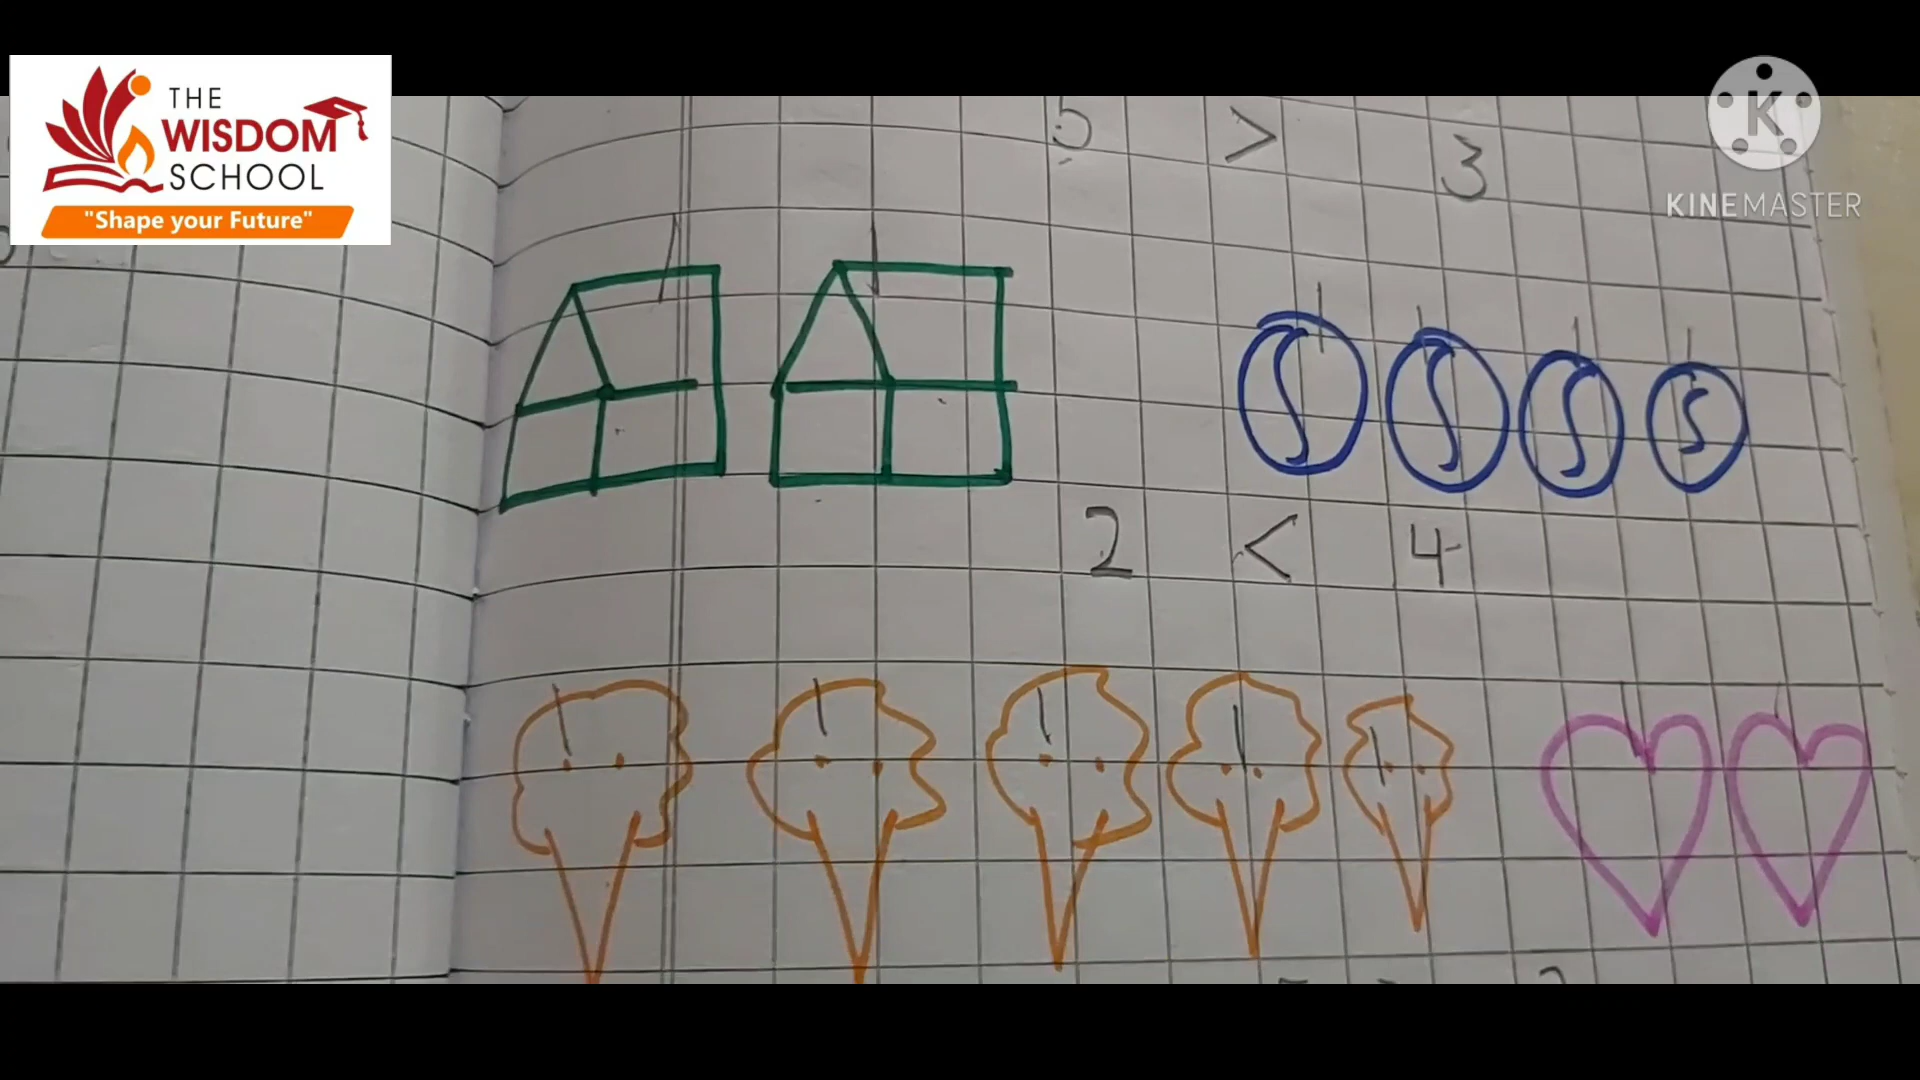 THE
WISDOM
SCHOOL
"Shape your Future"
K
KINEMASTER
5 > 3
2 < 4